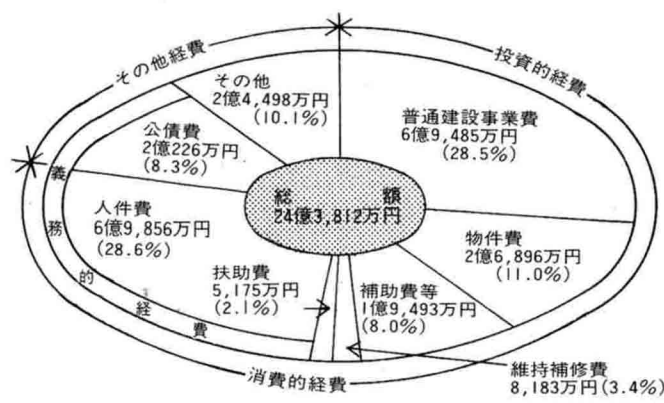 その他経費
投資的経費
その他
2億4,498万円
(10.1%)
普通建設事業費
6億9,485万円
(28.5%)
公債費
2億226万円
(8.3%)
義務的経費
総額
24億3,812万円
人件費
6億9,856万円
(28.6%)
物件費
2億6,896万円
(11.0%)
扶助費
5,175万円
(2.1%)
補助費等
1億9,493万円
(8.0%)
消費的経費
維持補修費
8,183万円(3.4%)